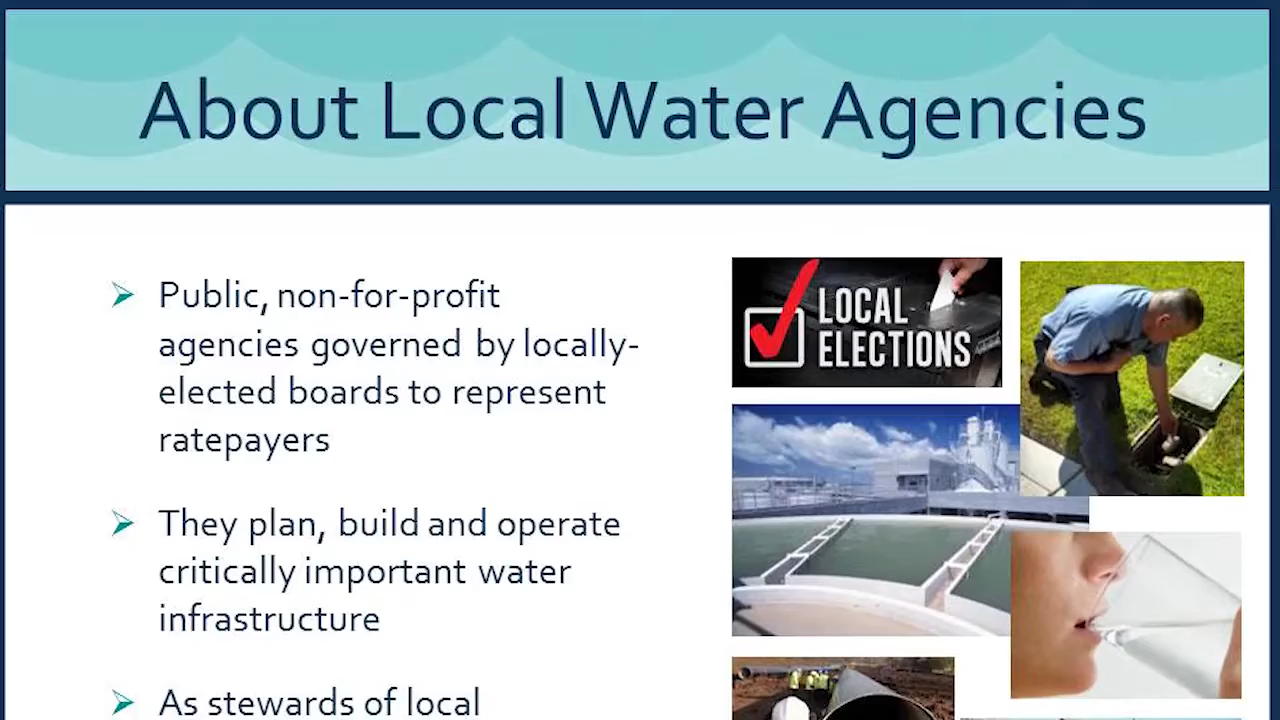 About Local Water Agencies
Public, non-for-profit
agencies governed by locally-
elected boards to represent
ratepayers
They plan, build and operate
critically important water
infrastructure
As stewards of local
LOCAL
ELECTIONS